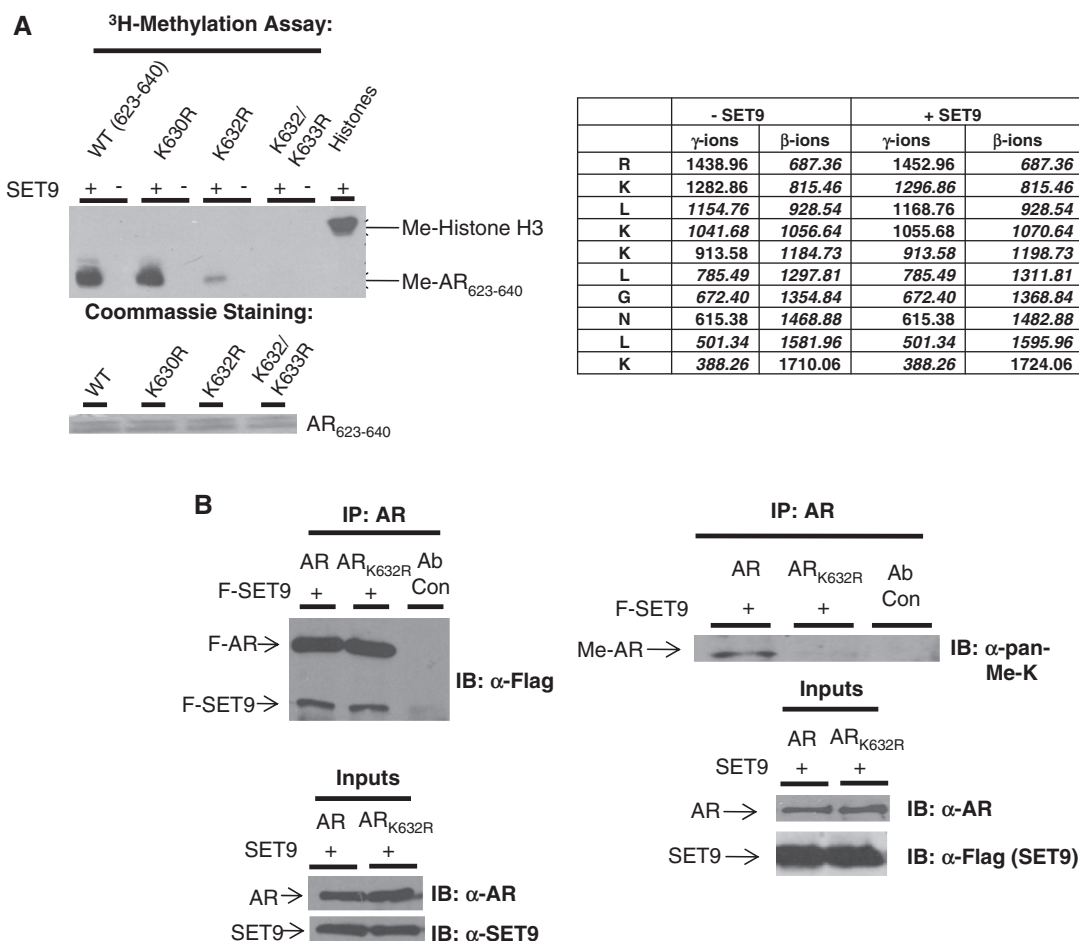 A
³H-Methylation Assay:
WT (623-640)
K630R
K632R
K632/
K633R
Histones
SET9 + - + - + - + - +
Me-Histone H3
Me-AR623-640
Coommassie Staining:
WT
K630R
K632R
K632/
K633R
AR623-640
- SET9 + SET9
γ-ions β-ions γ-ions β-ions
R 1438.96 687.36 1452.96 687.36
K 1282.86 815.46 1296.86 815.46
L 1154.76 928.54 1168.76 928.54
K 1041.68 1056.64 1055.68 1070.64
K 913.58 1184.73 913.58 1198.73
L 785.49 1297.81 785.49 1311.81
G 672.40 1354.84 672.40 1368.84
N 615.38 1468.88 615.38 1482.88
L 501.34 1581.96 501.34 1595.96
K 388.26 1710.06 388.26 1724.06
B
IP: AR
AR ARK632R Ab
Con
F-SET9 + +
F-AR
F-SET9
IB: α-Flag
Inputs
AR ARK632R
SET9 + +
AR
IB: α-AR
SET9
IB: α-SET9
IP: AR
AR ARK632R Ab
Con
F-SET9 + +
Me-AR
IB: α-pan-
Me-K
Inputs
AR ARK632R
SET9 + +
AR
IB: α-AR
SET9
IB: α-Flag (SET9)